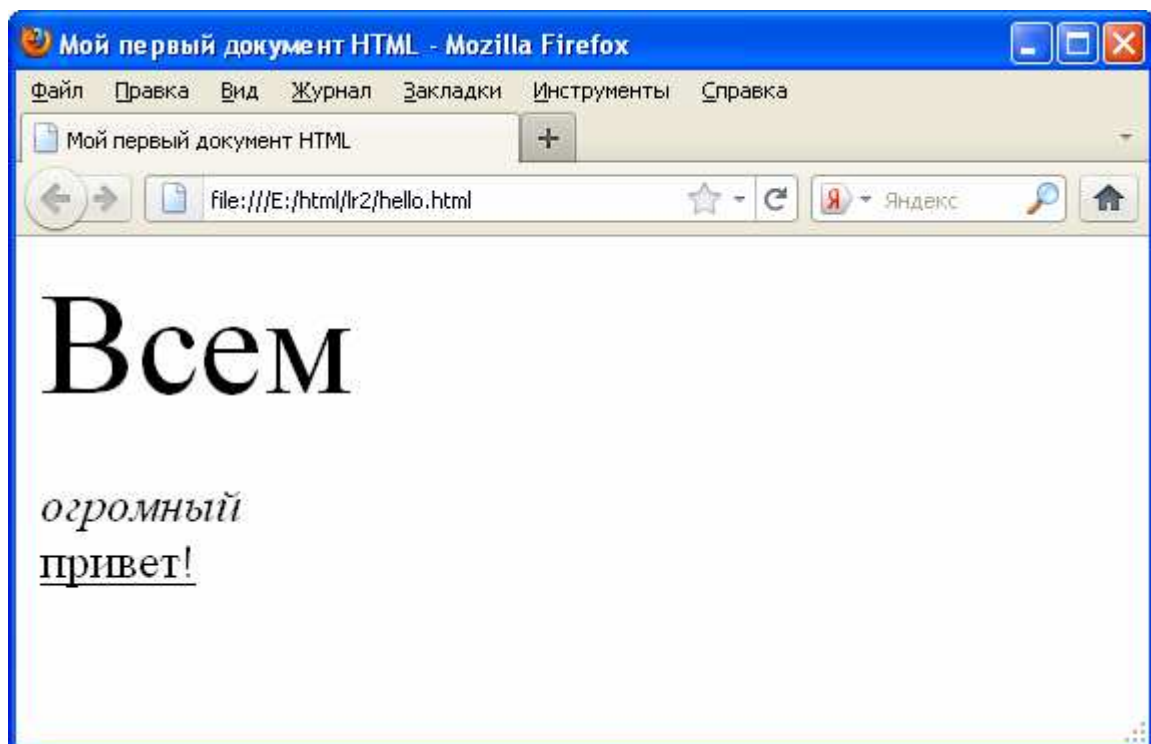 Мой первый документ HTML - Mozilla Firefox
Файл Правка Вид Журнал Закладки Инструменты Справка
Мой первый документ HTML
file:///E:/html/lr2/hello.html Я Яндекс
Всем
огромный
привет!